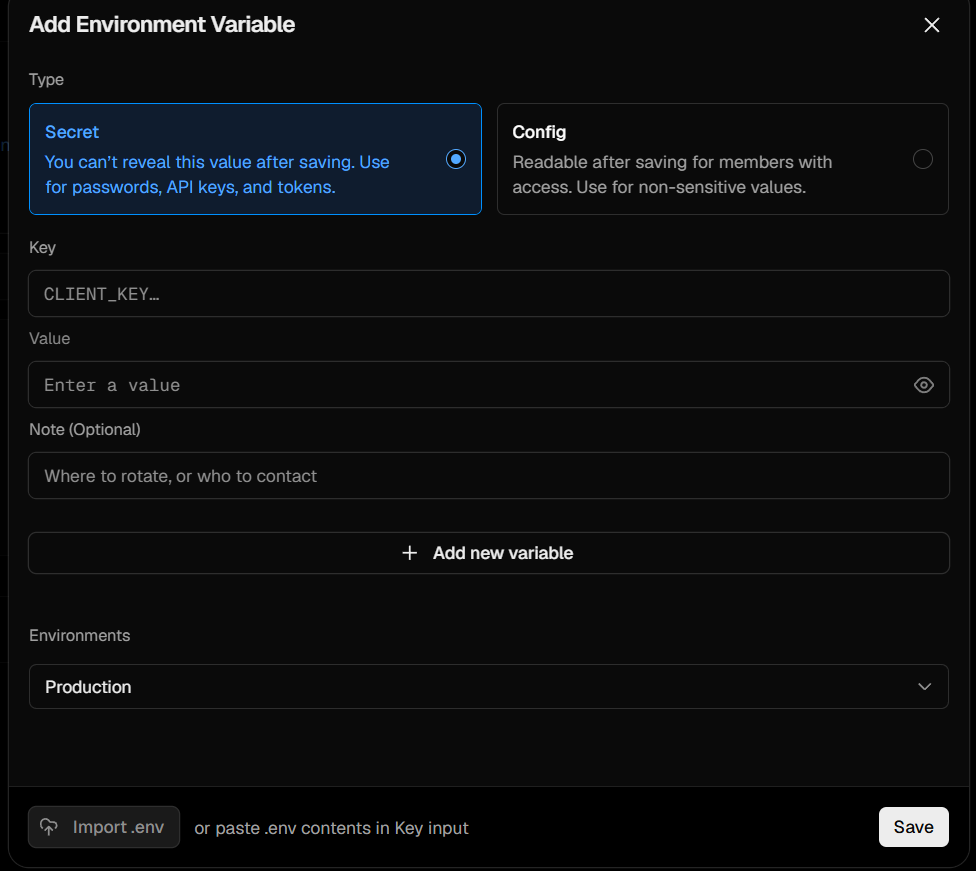 Add Environment Variable
Type
Secret
You can’t reveal this value after saving. Use
for passwords, API keys, and tokens.
Config
Readable after saving for members with
access. Use for non-sensitive values.
Key
CLIENT_KEY…
Value
Enter a value
Note (Optional)
Where to rotate, or who to contact
Add new variable
Environments
Production
Import .env
or paste .env contents in Key input
Save